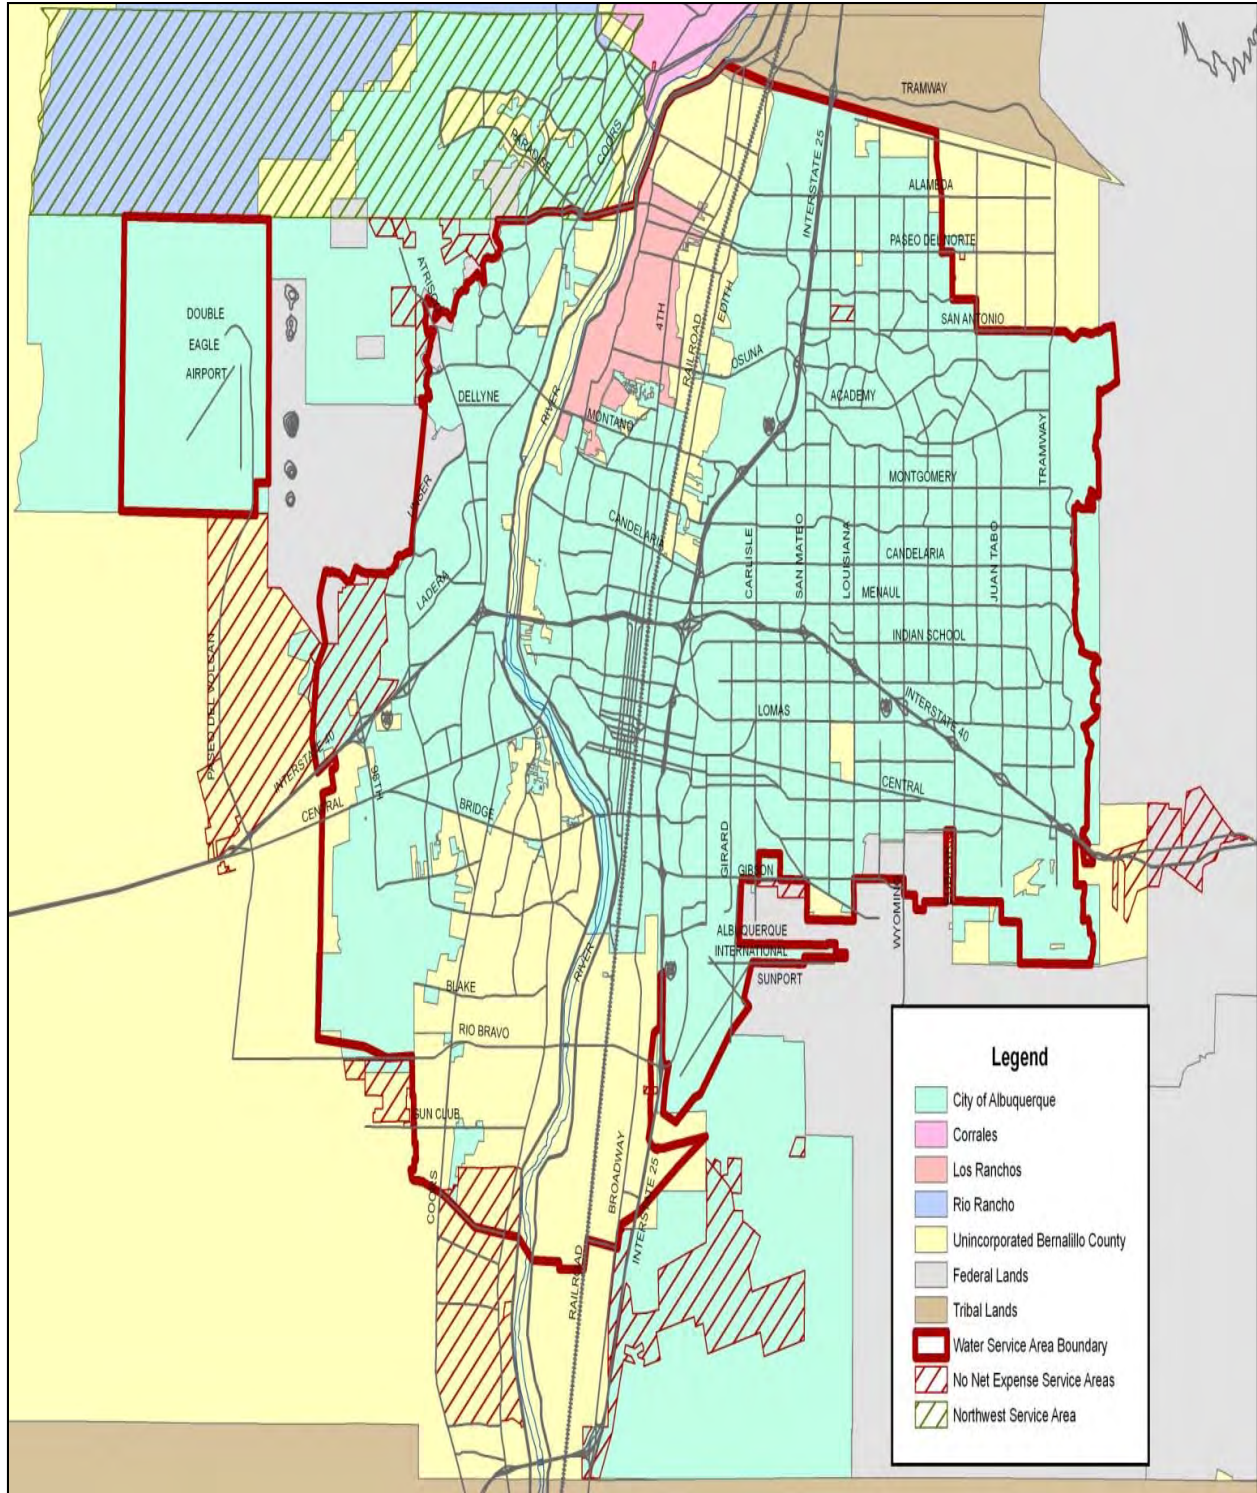 TRAMWAY
COORS
PARADISE
INTERSTATE 25
ALAMEDA
PASEO DEL NORTE
ATRISCO
EDITH
4TH
RAILROAD
SAN ANTONIO
DOUBLE
EAGLE
AIRPORT
OSUNA
ACADEMY
DELLYNE
RIVER
MONTANO
TRAMWAY
MONTGOMERY
UNSER
CANDELARIA
CARLISLE
SAN MATEO
LOUISIANA
CANDELARIA
JUAN TABO
MENAUL
LADERA
INDIAN SCHOOL
PASEO DEL VOLCAN
INTERSTATE 40
LOMAS
INTERSTATE 40
98TH
CENTRAL
CENTRAL
BRIDGE
GIRARD
GIBSON
WYOMING
ALBUQUERQUE
INTERNATIONAL
SUNPORT
RIVER
BLAKE
RIO BRAVO
GUN CLUB
COORS
BROADWAY
INTERSTATE 25
RAILROAD
Legend
City of Albuquerque
Corrales
Los Ranchos
Rio Rancho
Unincorporated Bernalillo County
Federal Lands
Tribal Lands
Water Service Area Boundary
No Net Expense Service Areas
Northwest Service Area